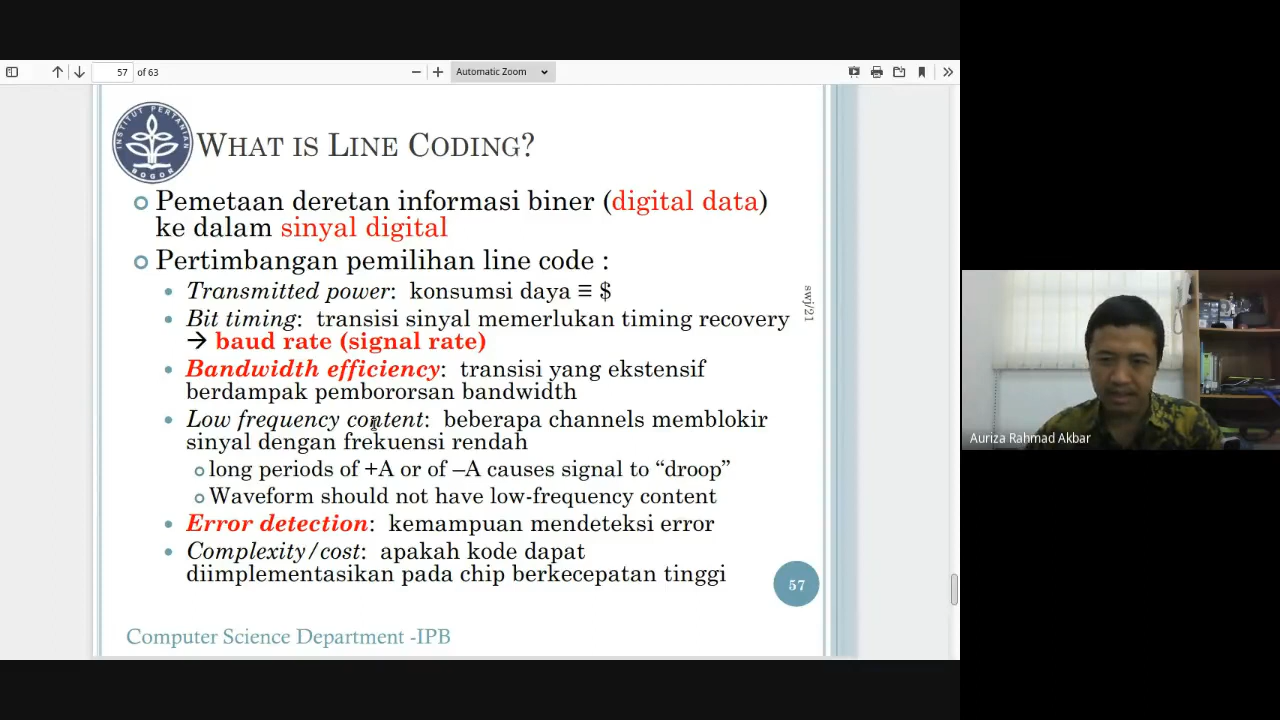 57 of 63
Automatic Zoom
INSTITUT PERTANIAN
BOGOR
WHAT IS LINE CODING?
Pemetaan deretan informasi biner (digital data)
ke dalam sinyal digital
Pertimbangan pemilihan line code :
Transmitted power: konsumsi daya ≡ $
Bit timing: transisi sinyal memerlukan timing recovery
→ baud rate (signal rate)
Bandwidth efficiency: transisi yang ekstensif
berdampak pemborosan bandwidth
Low frequency content: beberapa channels memblokir
sinyal dengan frekuensi rendah
long periods of +A or of –A causes signal to “droop”
Waveform should not have low-frequency content
Error detection: kemampuan mendeteksi error
Complexity/cost: apakah kode dapat
diimplementasikan pada chip berkecepatan tinggi
swj/21
57
Computer Science Department -IPB
Auriza Rahmad Akbar